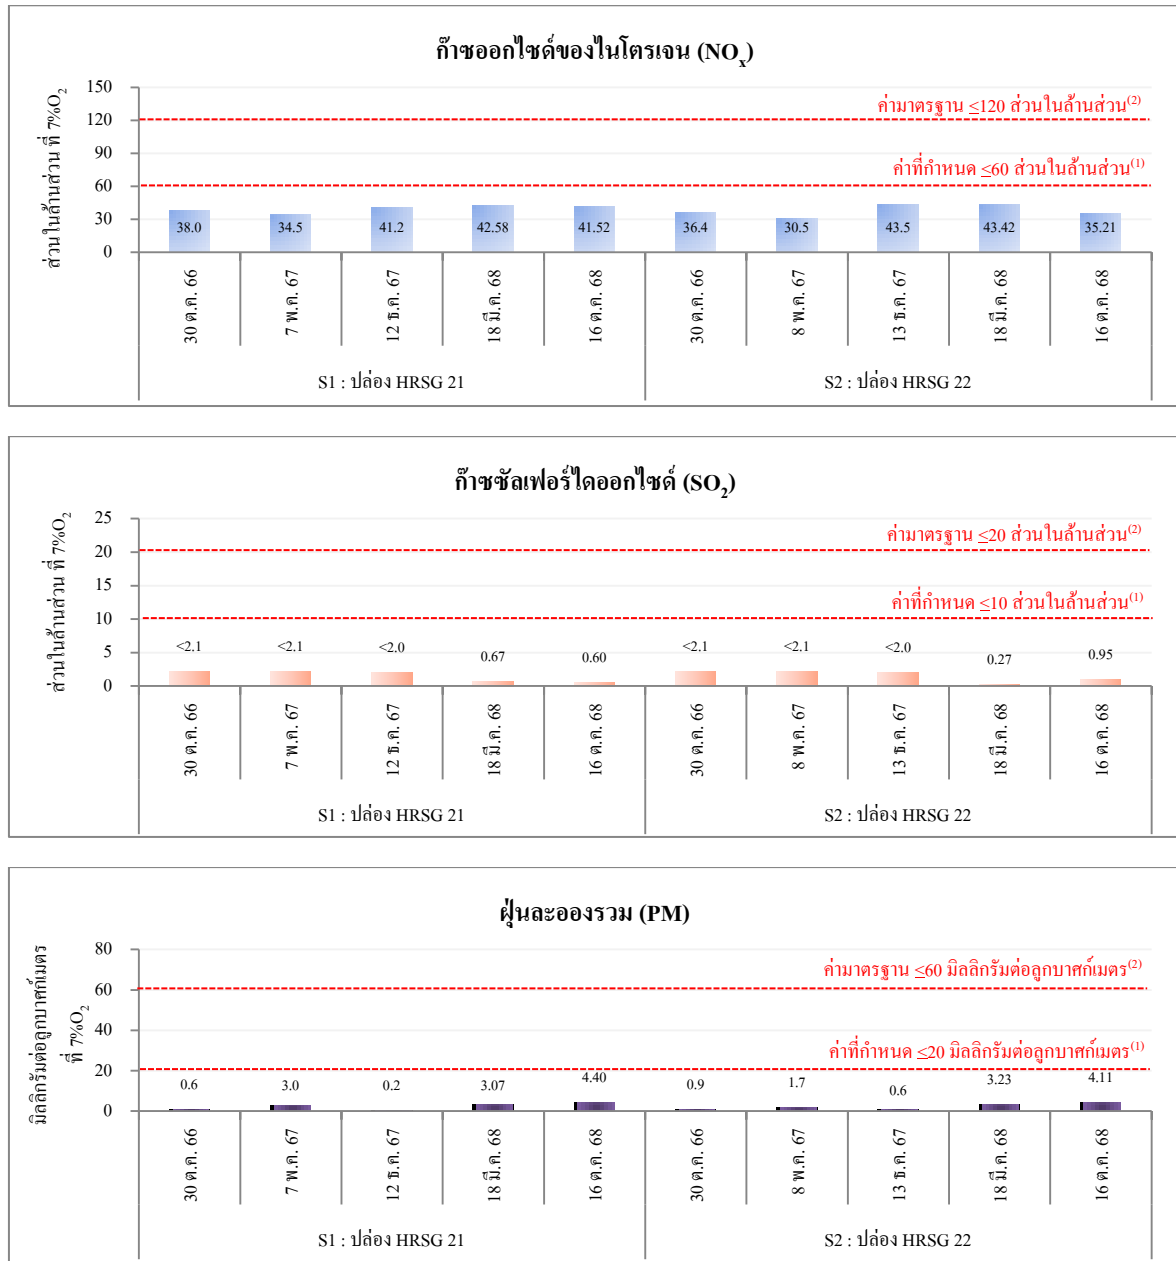 ก๊าซออกไซด์ของไนโตรเจน (NOx)
ส่วนในล้านส่วน ที่ 7%O2
150
120
90
60
30
0
ค่ามาตรฐาน ≤120 ส่วนในล้านส่วน(2)
ค่าที่กำหนด ≤60 ส่วนในล้านส่วน(1)
38.0 34.5 41.2 42.58 41.52 36.4 30.5 43.5 43.42 35.21
30 ต.ค. 66 7 พ.ค. 67 12 ธ.ค. 67 18 มี.ค. 68 16 ต.ค. 68 30 ต.ค. 66 8 พ.ค. 67 13 ธ.ค. 67 18 มี.ค. 68 16 ต.ค. 68
S1 : ปล่อง HRSG 21 S2 : ปล่อง HRSG 22
ก๊าซซัลเฟอร์ไดออกไซด์ (SO2)
ส่วนในล้านส่วน ที่ 7%O2
25
20
15
10
5
0
ค่ามาตรฐาน ≤20 ส่วนในล้านส่วน(2)
ค่าที่กำหนด ≤10 ส่วนในล้านส่วน(1)
<2.1 <2.1 <2.0 0.67 0.60 <2.1 <2.1 <2.0 0.27 0.95
30 ต.ค. 66 7 พ.ค. 67 12 ธ.ค. 67 18 มี.ค. 68 16 ต.ค. 68 30 ต.ค. 66 8 พ.ค. 67 13 ธ.ค. 67 18 มี.ค. 68 16 ต.ค. 68
S1 : ปล่อง HRSG 21 S2 : ปล่อง HRSG 22
ฝุ่นละอองรวม (PM)
มิลลิกรัมต่อลูกบาศก์เมตร
ที่ 7%O2
80
60
40
20
0
ค่ามาตรฐาน ≤60 มิลลิกรัมต่อลูกบาศก์เมตร(2)
ค่าที่กำหนด ≤20 มิลลิกรัมต่อลูกบาศก์เมตร(1)
0.6 3.0 0.2 3.07 4.40 0.9 1.7 0.6 3.23 4.11
30 ต.ค. 66 7 พ.ค. 67 12 ธ.ค. 67 18 มี.ค. 68 16 ต.ค. 68 30 ต.ค. 66 8 พ.ค. 67 13 ธ.ค. 67 18 มี.ค. 68 16 ต.ค. 68
S1 : ปล่อง HRSG 21 S2 : ปล่อง HRSG 22